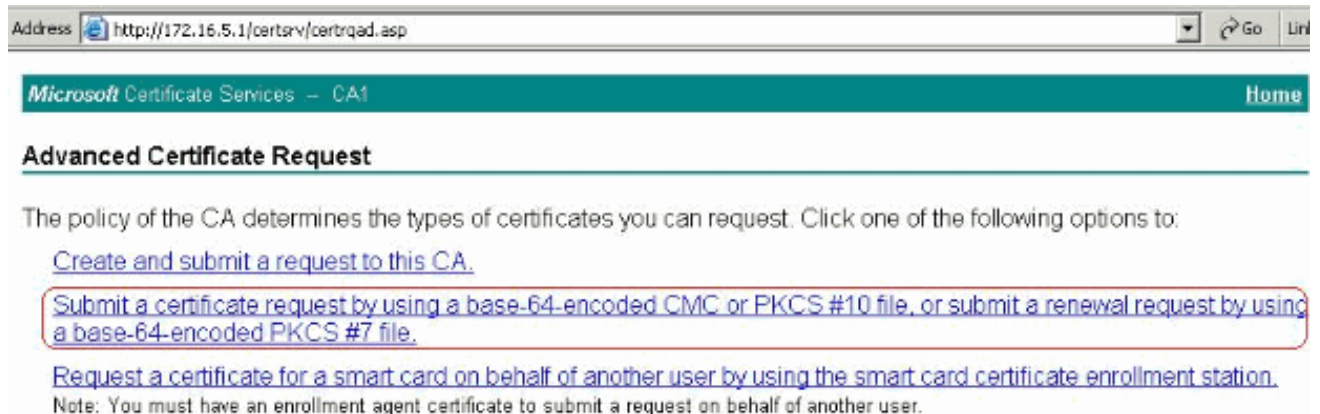 Address http://172.16.5.1/certsrv/certrqad.asp Go
Microsoft Certificate Services -- CA1 Home
Advanced Certificate Request
The policy of the CA determines the types of certificates you can request. Click one of the following options to:
Create and submit a request to this CA.
Submit a certificate request by using a base-64-encoded CMC or PKCS #10 file, or submit a renewal request by using
a base-64-encoded PKCS #7 file.
Request a certificate for a smart card on behalf of another user by using the smart card certificate enrollment station.
Note: You must have an enrollment agent certificate to submit a request on behalf of another user.